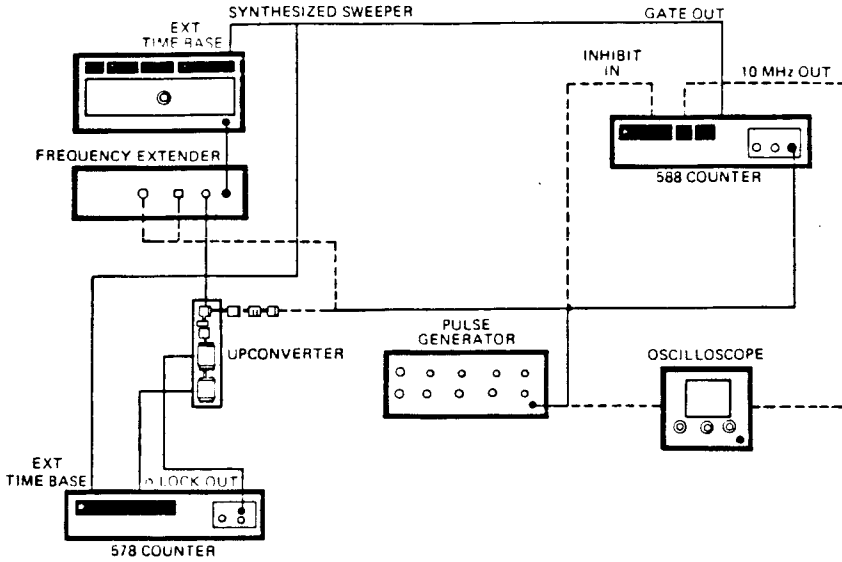 SYNTHESIZED SWEEPER
GATE OUT
EXT
TIME BASE
INHIBIT
IN
10 MHz OUT
FREQUENCY EXTENDER
588 COUNTER
UPCONVERTER
PULSE
GENERATOR
OSCILLOSCOPE
EXT
TIME BASE
LOCK OUT
578 COUNTER